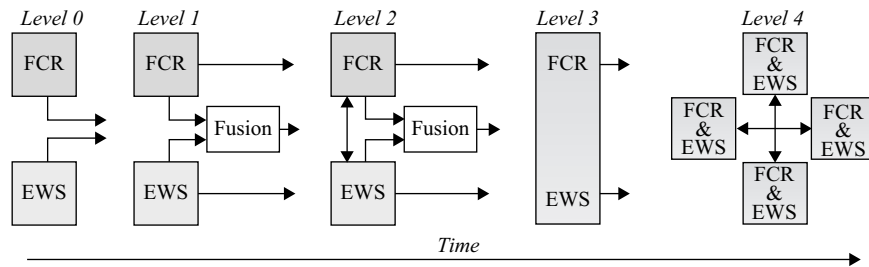 Level 0
Level 1
Level 2
Level 3
Level 4
FCR
EWS
FCR
Fusion
EWS
FCR
Fusion
EWS
FCR
EWS
FCR
&
EWS
FCR
&
EWS
FCR
&
EWS
FCR
&
EWS
Time